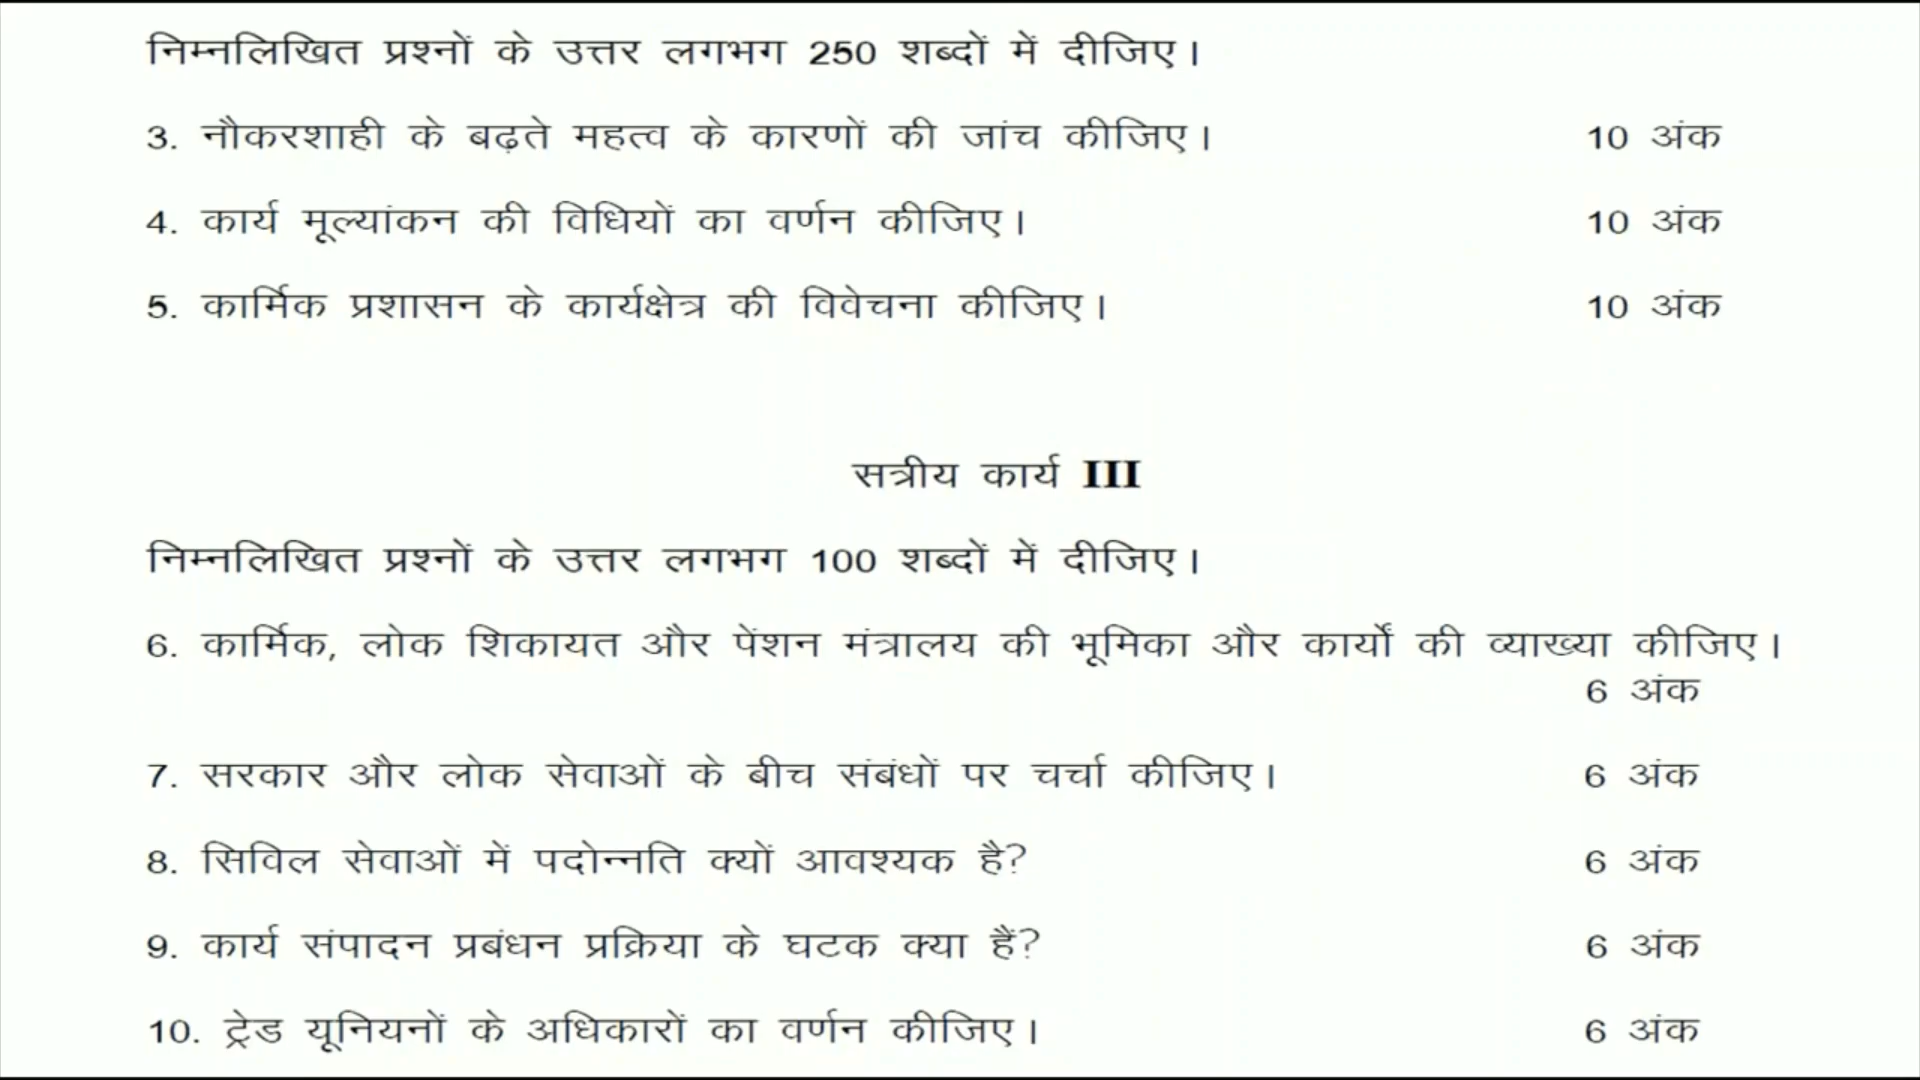 निम्नलिखित प्रश्नों के उत्तर लगभग 250 शब्दों में दीजिए।
3. नौकरशाही के बढ़ते महत्व के कारणों की जांच कीजिए। 10 अंक
4. कार्य मूल्यांकन की विधियों का वर्णन कीजिए। 10 अंक
5. कार्मिक प्रशासन के कार्यक्षेत्र की विवेचना कीजिए। 10 अंक
सत्रीय कार्य III
निम्नलिखित प्रश्नों के उत्तर लगभग 100 शब्दों में दीजिए।
6. कार्मिक, लोक शिकायत और पेंशन मंत्रालय की भूमिका और कार्यों की व्याख्या कीजिए।
6 अंक
7. सरकार और लोक सेवाओं के बीच संबंधों पर चर्चा कीजिए। 6 अंक
8. सिविल सेवाओं में पदोन्नति क्यों आवश्यक है? 6 अंक
9. कार्य संपादन प्रबंधन प्रक्रिया के घटक क्या हैं? 6 अंक
10. ट्रेड यूनियनों के अधिकारों का वर्णन कीजिए। 6 अंक